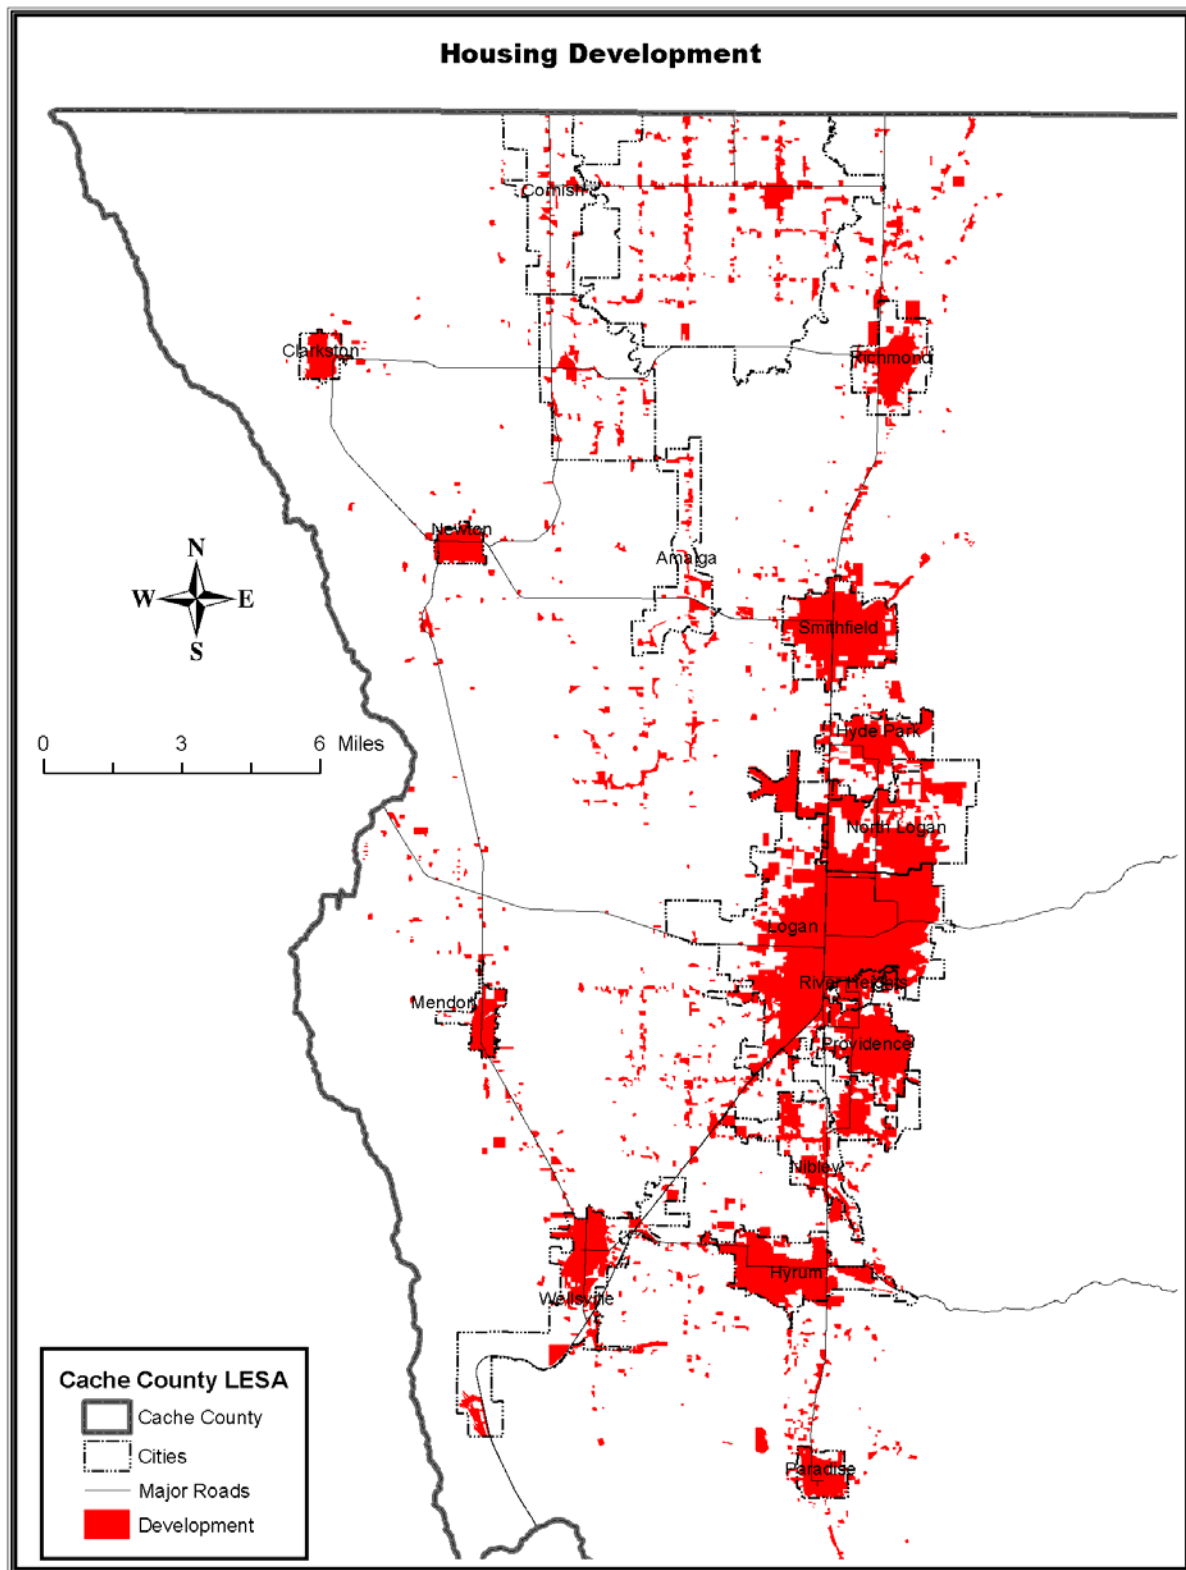 Housing Development
Cornish
Clarkston
Richmond
Newton
Amalga
N
W
E
S
Smithfield
Hyde Park
0 3 6 Miles
North Logan
Logan
River Heights
Mendon
Providence
Nibley
Hyrum
Wellsville
Paradise
Cache County LESA
Cache County
Cities
Major Roads
Development